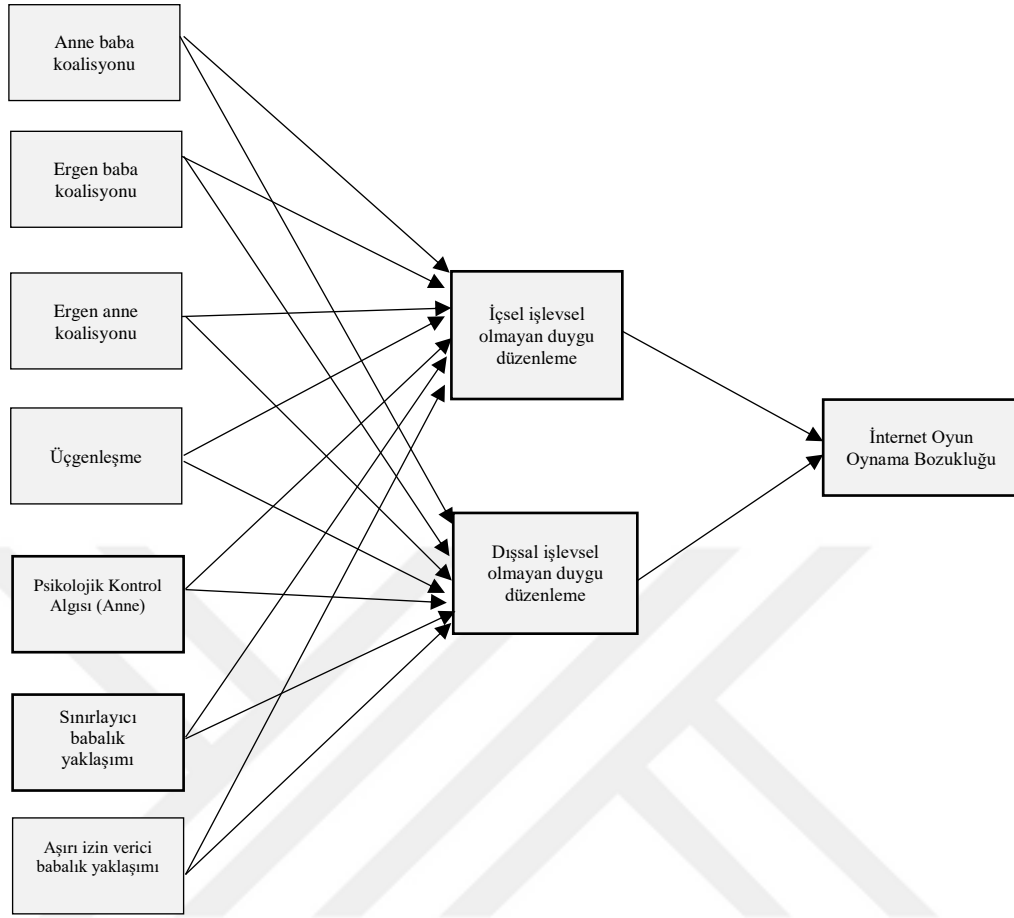 Anne baba
koalisyonu
Ergen baba
koalisyonu
Ergen anne
koalisyonu
Üçgenleşme
Psikolojik Kontrol
Algısı (Anne)
Sınırlayıcı
babalık
yaklaşımı
Aşırı izin verici
babalık yaklaşımı
İçsel işlevsel
olmayan duygu
düzenleme
Dışsal işlevsel
olmayan duygu
düzenleme
İnternet Oyun
Oynama Bozukluğu